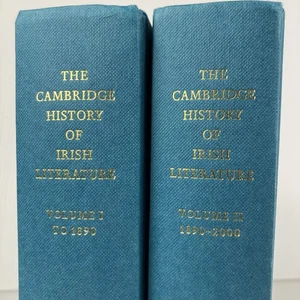 THE
CAMBRIDGE
HISTORY
OF
IRISH
LITERATURE
VOLUME I
TO 1890
THE
CAMBRIDGE
HISTORY
OF
IRISH
LITERATURE
VOLUME II
1890–2000